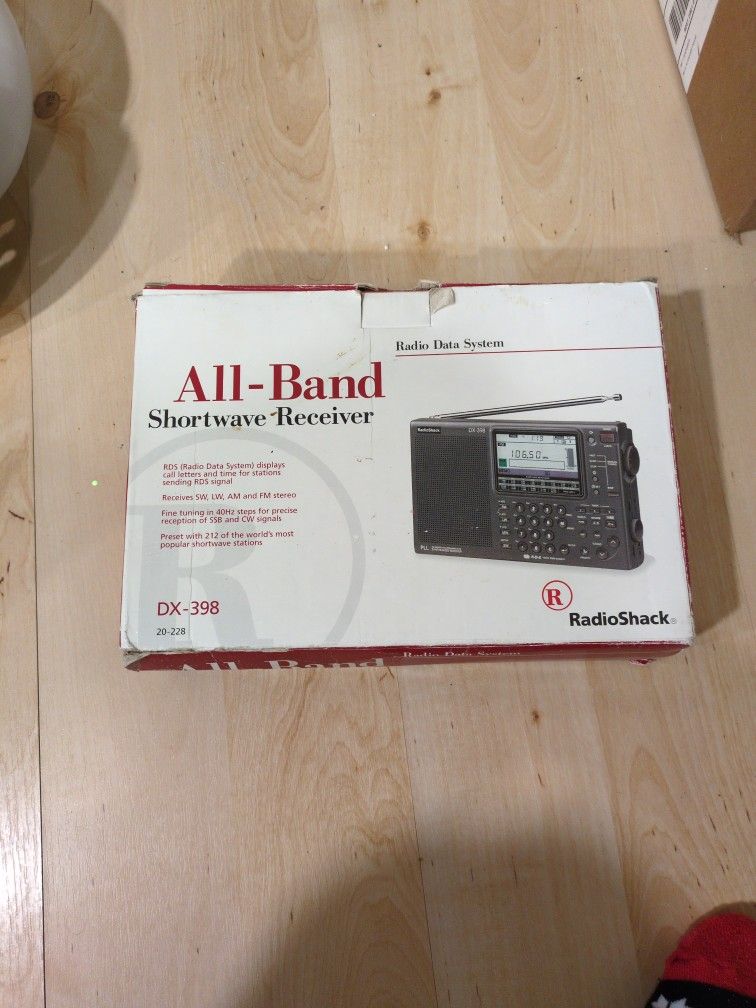 Radio Data System
All-Band
Shortwave Receiver
RDS (Radio Data System) displays
call letters and time for stations
sending RDS signal
Receives SW, LW, AM and FM stereo
Fine tuning in 40Hz steps for precise
reception of SSB and CW signals
Preset with 212 of the world's most
popular shortwave stations
RadioShack
DX-398
106.50
PLL
DX-398
20-228
R
RadioShack®
All-Band
Radio Data System